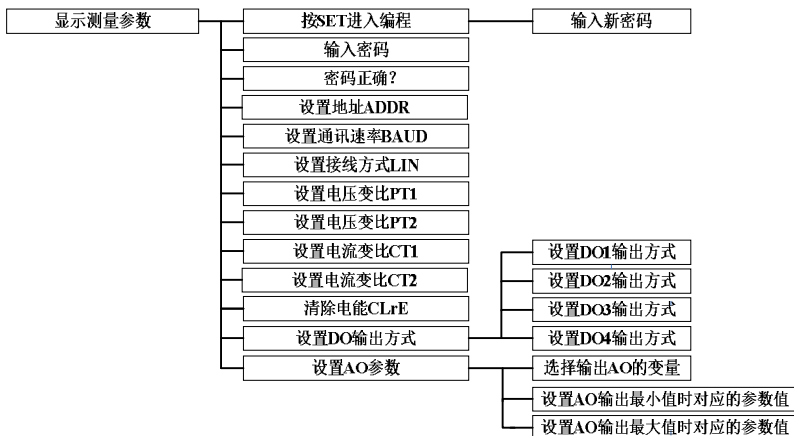 显示测量参数
按SET进入编程
输入新密码
输入密码
密码正确?
设置地址ADDR
设置通讯速率BAUD
设置接线方式LIN
设置电压变比PT1
设置电压变比PT2
设置电流变比CT1
设置电流变比CT2
清除电能CLrE
设置DO输出方式
设置AO参数
设置DO1输出方式
设置DO2输出方式
设置DO3输出方式
设置DO4输出方式
选择输出AO的变量
设置AO输出最小值时对应的参数值
设置AO输出最大值时对应的参数值